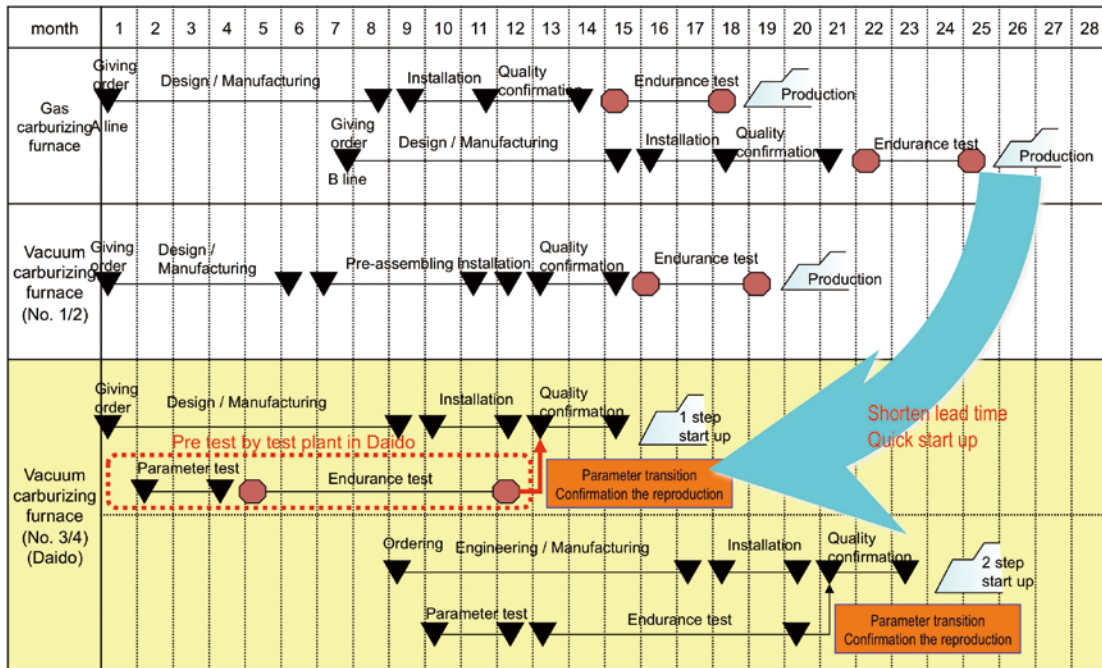 month 1 2 3 4 5 6 7 8 9 10 11 12 13 14 15 16 17 18 19 20 21 22 23 24 25 26 27 28
Gas
carburizing
furnace
Giving
order
A line
Design / Manufacturing
Installation
Quality
confirmation
Endurance test
Production
Giving
order
B line
Design / Manufacturing
Installation
Quality
confirmation
Endurance test
Production
Vacuum
carburizing
furnace
(No. 1/2)
Giving
order
Design /
Manufacturing
Pre-assembling
Installation
Quality
confirmation
Endurance test
Production
Vacuum
carburizing
furnace
(No. 3/4)
(Daido)
Giving
order
Design / Manufacturing
Installation
Quality
confirmation
1 step
start up
Shorten lead time
Quick start up
Pre test by test plant in Daido
Parameter test
Endurance test
Parameter transition
Confirmation the reproduction
Ordering
Engineering / Manufacturing
Installation
Quality
confirmation
2 step
start up
Parameter test
Endurance test
Parameter transition
Confirmation the reproduction